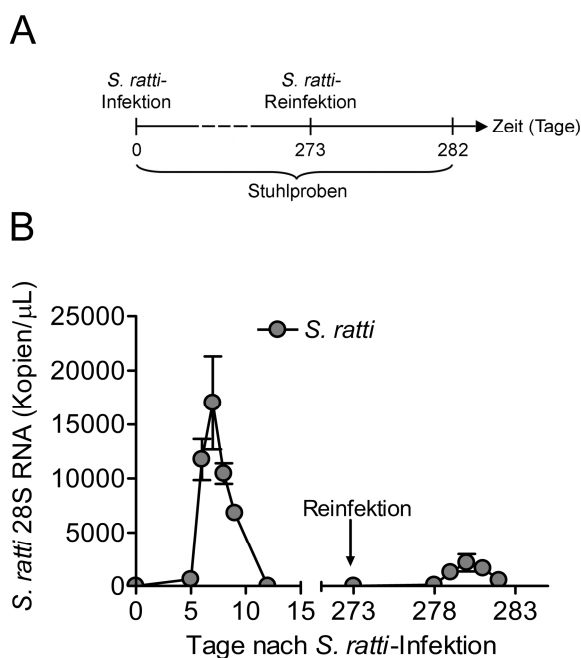 A
S. ratti-
Infektion
S. ratti-
Reinfektion
Zeit (Tage)
0
273
282
Stuhlproben
B
S. ratti 28S RNA (Kopien/µL)
25000
20000
15000
10000
5000
0
S. ratti
Reinfektion
0
5
10
15
273
278
283
Tage nach S. ratti-Infektion